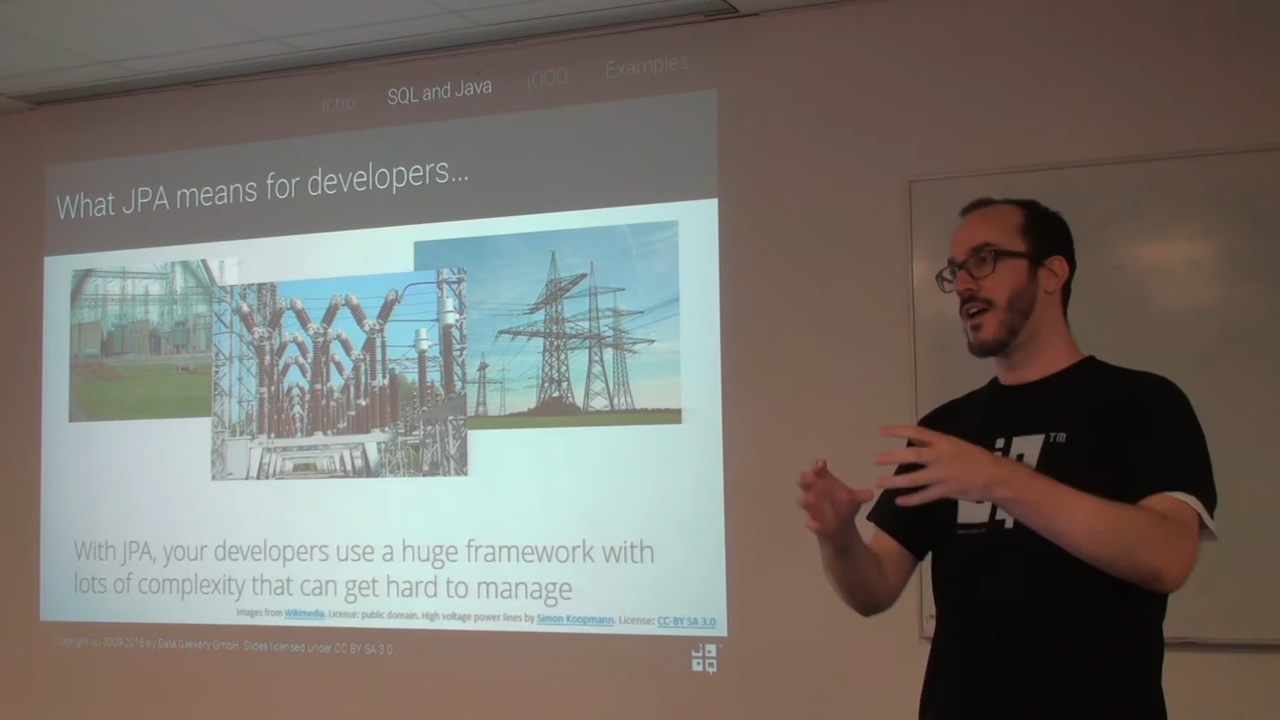 Intro SQL and Java jOOQ Examples
What JPA means for developers...
With JPA, your developers use a huge framework with
lots of complexity that can get hard to manage
Images from Wikimedia. License: public domain. High voltage power lines by Simon Koopmann. License: CC-BY SA 3.0
Copyright (c) 2009-2016 by Data Geekery GmbH. Slides licensed under CC BY SA 3.0
TM